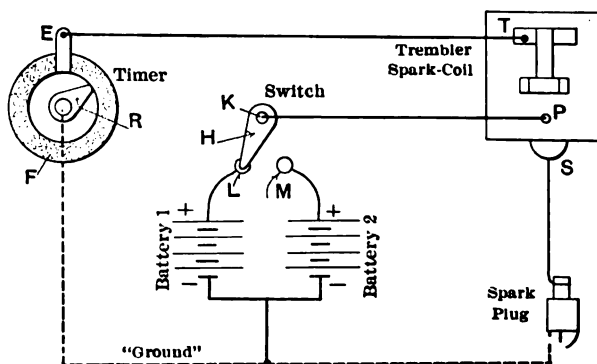 E
T
Timer
Trembler
Spark-Coil
Switch
K
P
R
H
F
L
M
S
+
+
Battery 1
Battery 2
−
−
Spark
Plug
"Ground"